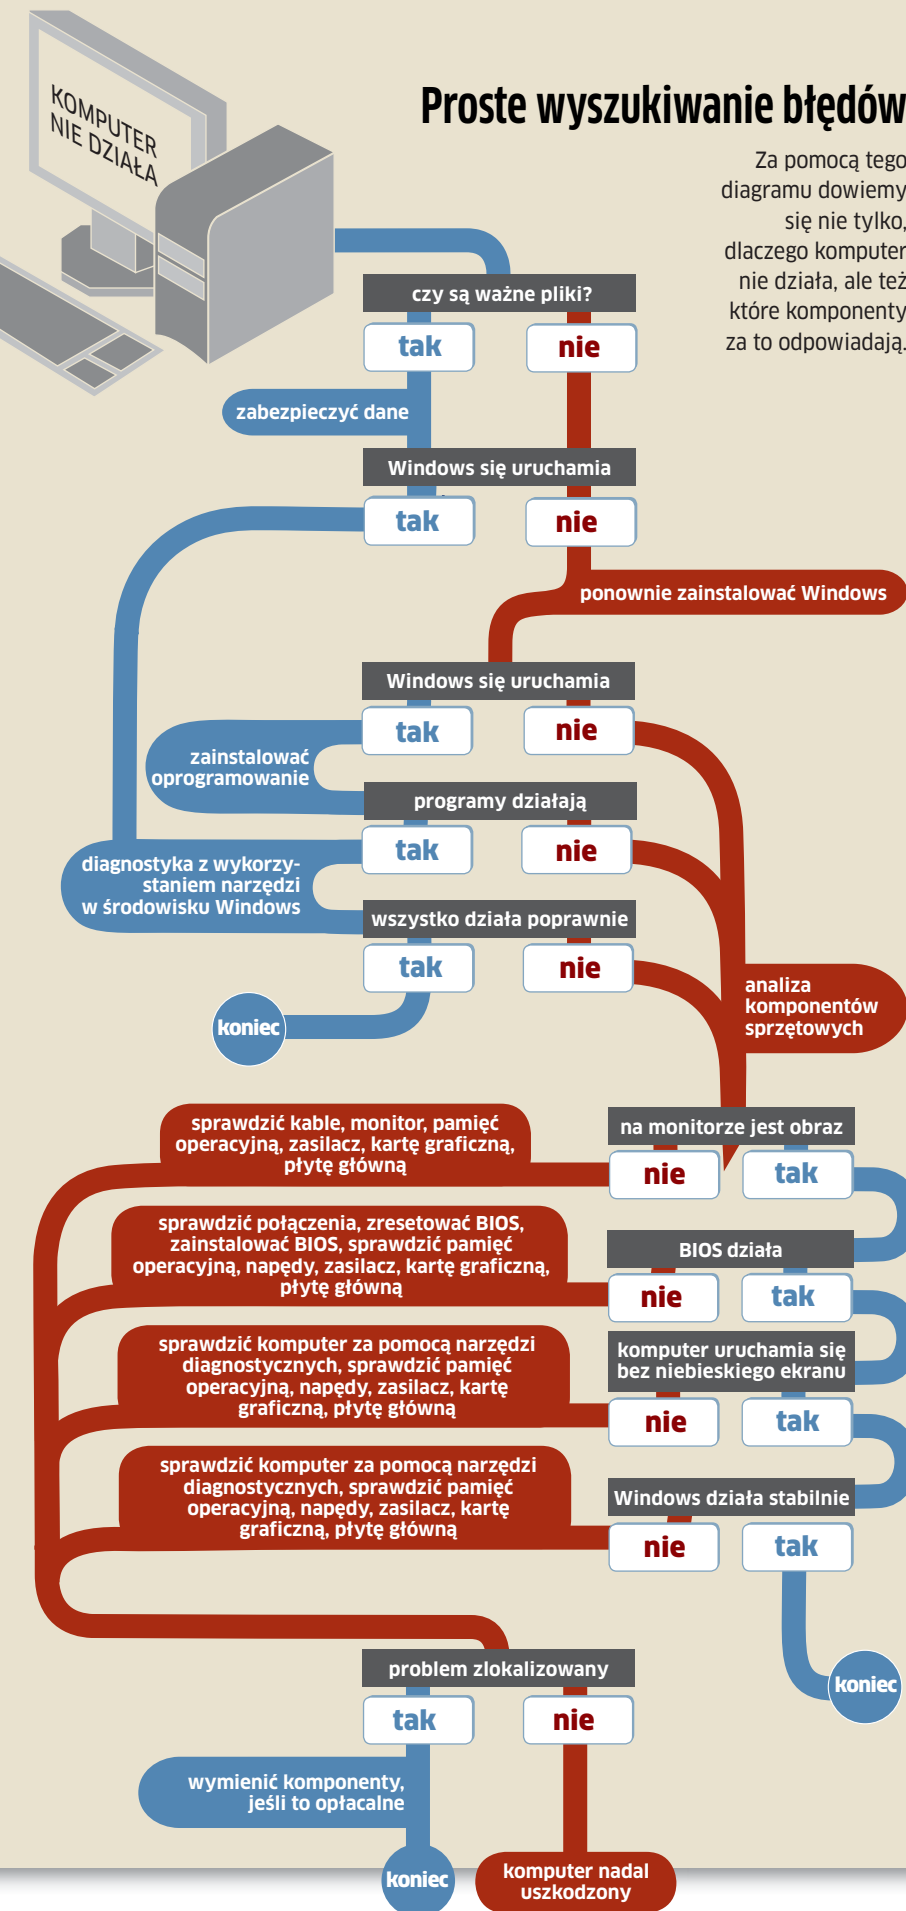 KOMPUTER
NIE DZIAŁA
Proste wyszukiwanie błędów
Za pomocą tego
diagramu dowiemy
się nie tylko,
dlaczego komputer
nie działa, ale też
które komponenty
za to odpowiadają.
czy są ważne pliki?
tak
nie
zabezpieczyć dane
Windows się uruchamia
tak
nie
ponownie zainstalować Windows
Windows się uruchamia
tak
nie
zainstalować
oprogramowanie
programy działają
tak
nie
diagnostyka z wykorzy-
staniem narzędzi
w środowisku Windows
wszystko działa poprawnie
tak
nie
koniec
analiza
komponentów
sprzętowych
na monitorze jest obraz
nie
tak
sprawdzić kable, monitor, pamięć
operacyjną, zasilacz, kartę graficzną,
płytę główną
BIOS działa
nie
tak
sprawdzić połączenia, zresetować BIOS,
zainstalować BIOS, sprawdzić pamięć
operacyjną, napędy, zasilacz, kartę graficzną,
płytę główną
komputer uruchamia się
bez niebieskiego ekranu
nie
tak
sprawdzić komputer za pomocą narzędzi
diagnostycznych, sprawdzić pamięć
operacyjną, napędy, zasilacz, kartę
graficzną, płytę główną
Windows działa stabilnie
nie
tak
sprawdzić komputer za pomocą narzędzi
diagnostycznych, sprawdzić pamięć
operacyjną, napędy, zasilacz, kartę
graficzną, płytę główną
koniec
problem zlokalizowany
tak
nie
wymienić komponenty,
jeśli to opłacalne
koniec
komputer nadal
uszkodzony